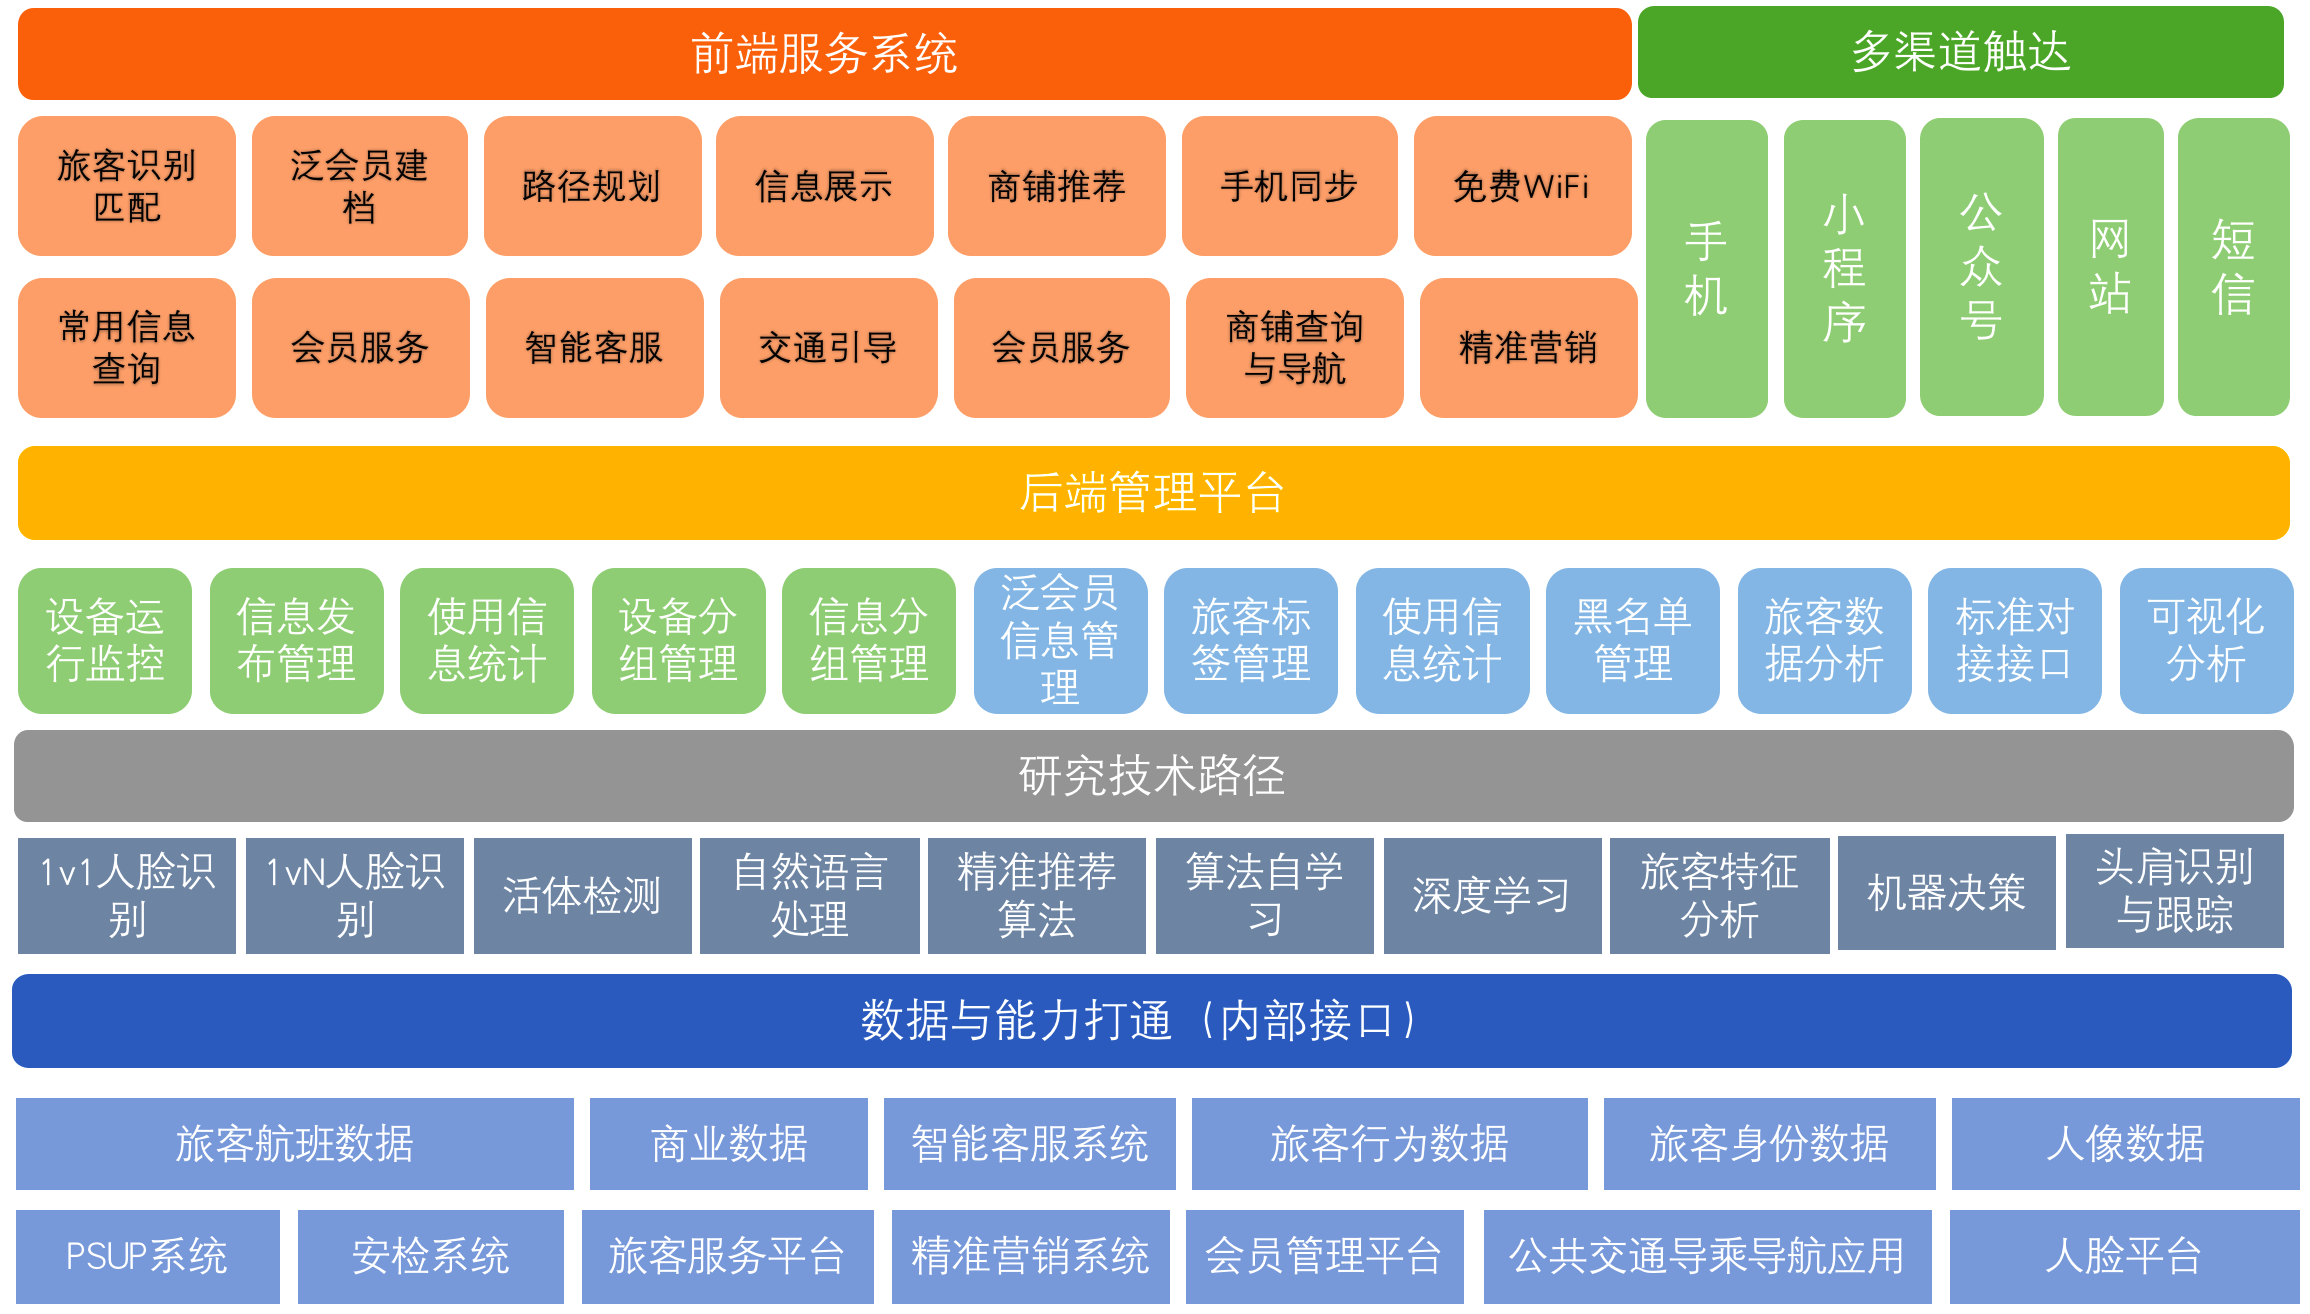 前端服务系统
多渠道触达
旅客识别
匹配
泛会员建
档
路径规划
信息展示
商铺推荐
手机同步
免费WiFi
手机
小程序
公众号
网站
短信
常用信息
查询
会员服务
智能客服
交通引导
会员服务
商铺查询
与导航
精准营销
后端管理平台
设备运
行监控
信息发
布管理
使用信
息统计
设备分
组管理
信息分
组管理
泛会员
信息管
理
旅客标
签管理
使用信
息统计
黑名单
管理
旅客数
据分析
标准对
接接口
可视化
分析
研究技术路径
1v1人脸识
别
1vN人脸识
别
活体检测
自然语言
处理
精准推荐
算法
算法自学
习
深度学习
旅客特征
分析
机器决策
头肩识别
与跟踪
数据与能力打通（内部接口）
旅客航班数据
商业数据
智能客服系统
旅客行为数据
旅客身份数据
人像数据
PSUP系统
安检系统
旅客服务平台
精准营销系统
会员管理平台
公共交通导乘导航应用
人脸平台